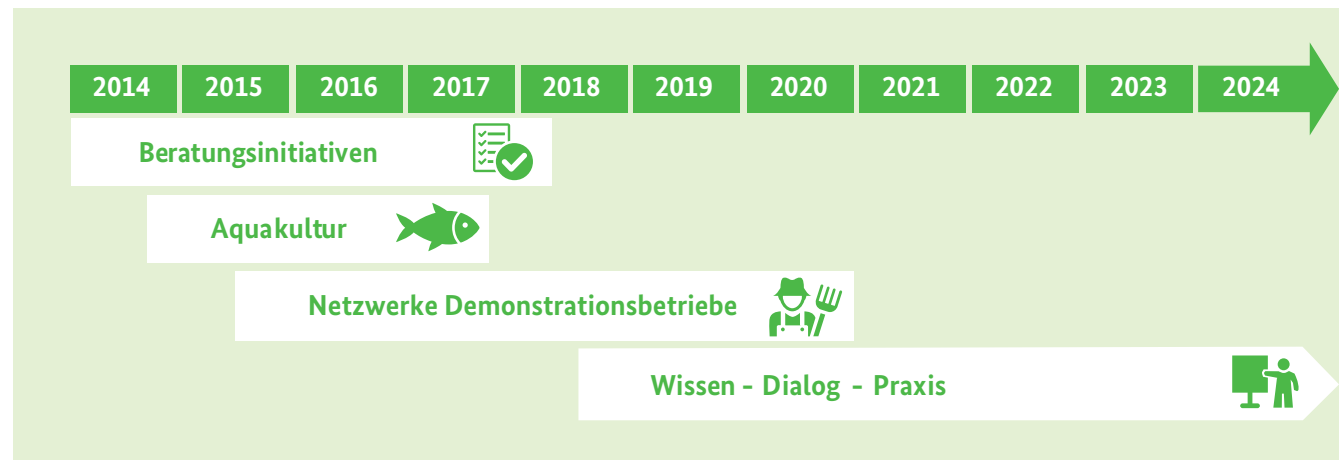 2014 2015 2016 2017 2018 2019 2020 2021 2022 2023 2024
Beratungsinitiativen
Aquakultur
Netzwerke Demonstrationsbetriebe
Wissen - Dialog - Praxis